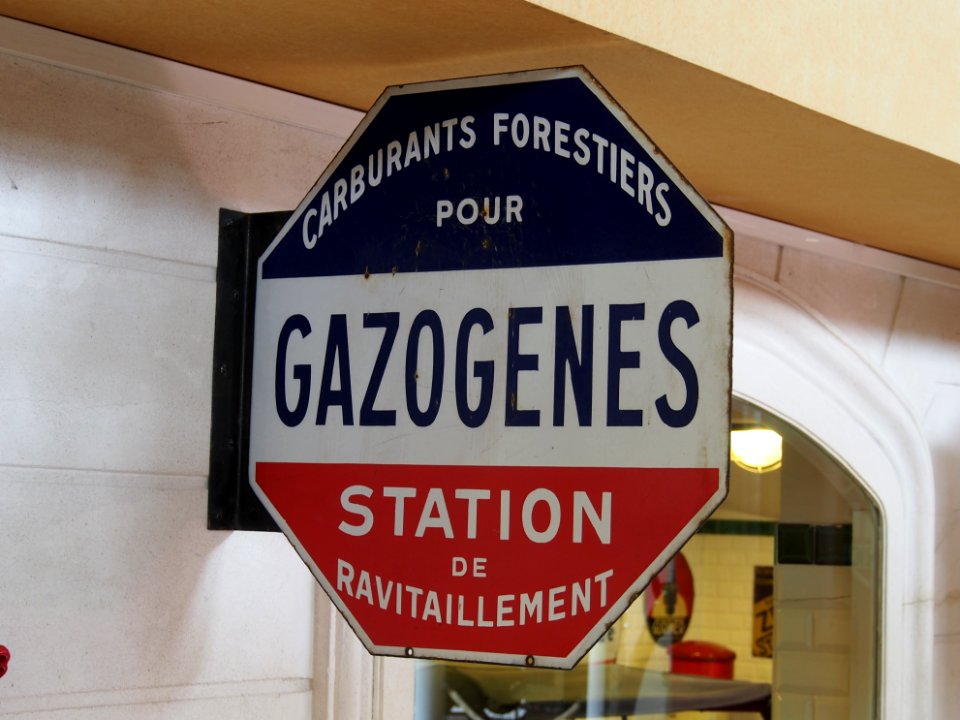 CARBURANTS FORESTIERS
POUR
GAZOGENES
STATION
DE
RAVITAILLEMENT